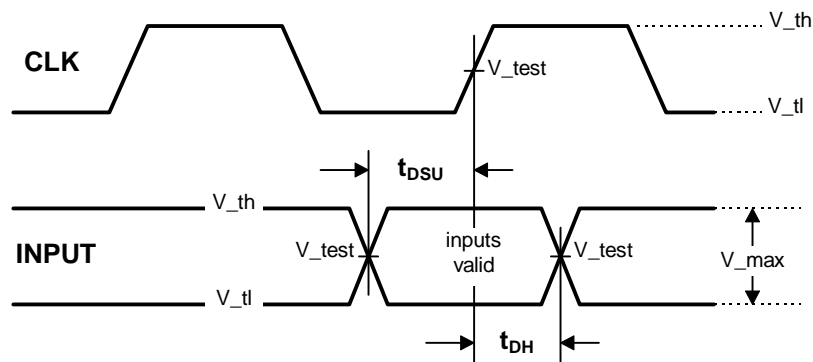 V_th
CLK
V_test
V_tl
tDSU
V_th
INPUT
V_test
inputs
valid
V_test
V_max
V_tl
tDH